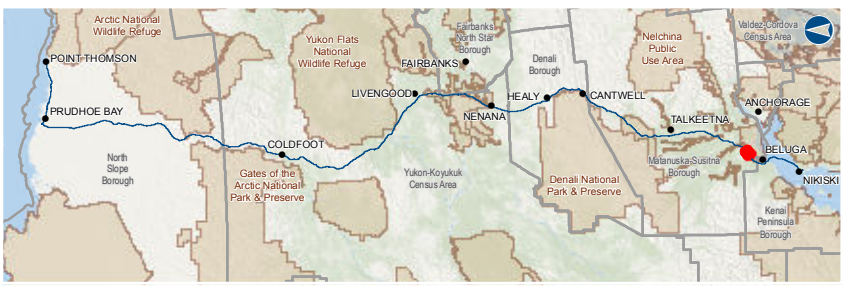 Arctic National
Wildlife Refuge
POINT THOMSON
PRUDHOE BAY
North
Slope
Borough
COLDFOOT
Gates of the
Arctic National
Park & Preserve
Yukon Flats
National
Wildlife Refuge
LIVENGOOD
Yukon-Koyukuk
Census Area
Fairbanks
North Star
Borough
FAIRBANKS
NENANA
Denali
Borough
HEALY
CANTWELL
Denali National
Park & Preserve
Nelchina
Public
Use Area
TALKEETNA
Matanuska-Susitna
Borough
Valdez-Cordova
Census Area
ANCHORAGE
BELUGA
NIKISKI
Kenai
Peninsula
Borough